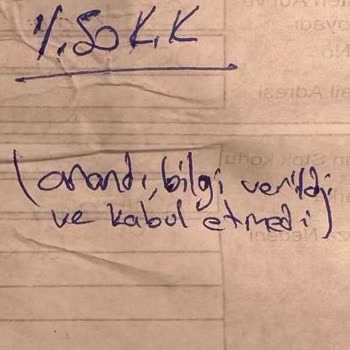 %50 K.K
(arandı, bilgi verildi
ve kabul etmedi)